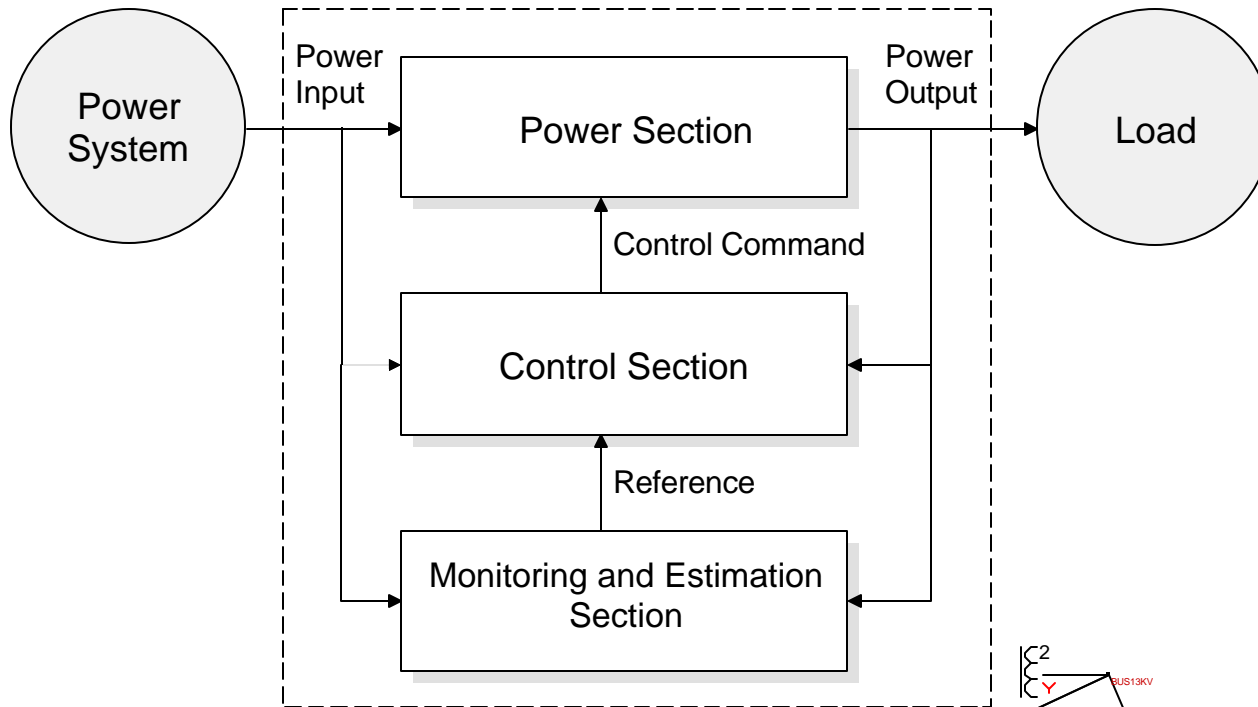 Power
Input
Power
Output
Power
System
Power Section
Load
Control Command
Control Section
Reference
Monitoring and Estimation
Section
2
Y
BUS13KV